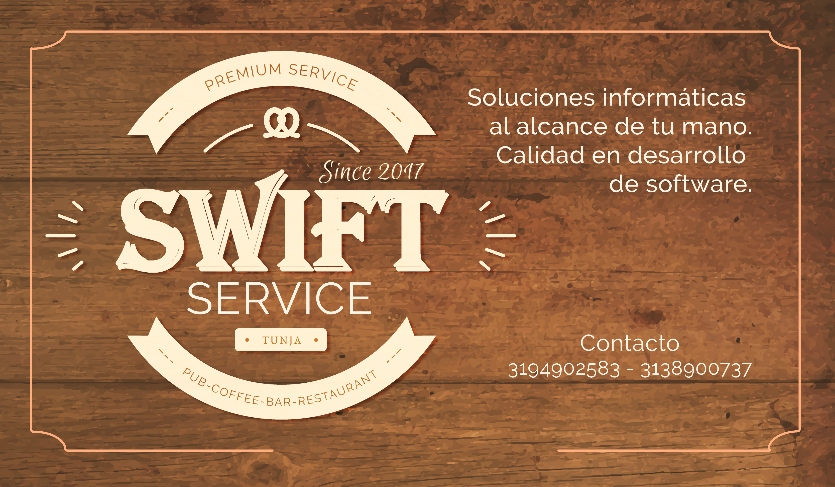 PREMIUM SERVICE
Since 2017
SWIFT
SERVICE
TUNJA
PUB-COFFEE-BAR-RESTAURANT
Soluciones informáticas
al alcance de tu mano.
Calidad en desarrollo
de software.
Contacto
3194902583 - 3138900737